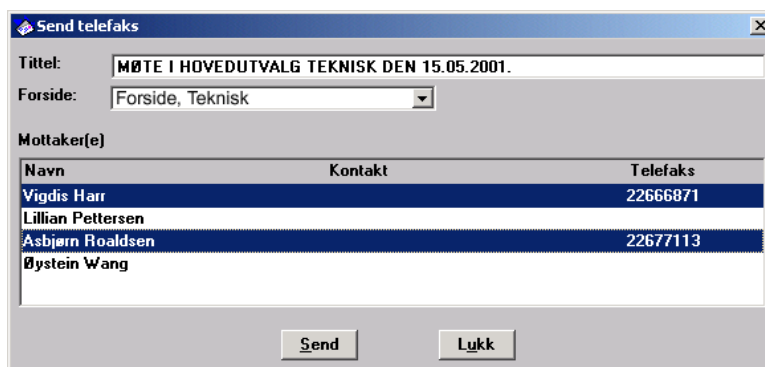 Send telefaks
Tittel: MØTE I HOVEDUTVALG TEKNISK DEN 15.05.2001.
Forside: Forside, Teknisk
Mottaker(e)
Navn Kontakt Telefaks
Vigdis Harr 22666871
Lillian Pettersen
Asbjørn Roaldsen 22677113
Øystein Wang
Send Lukk